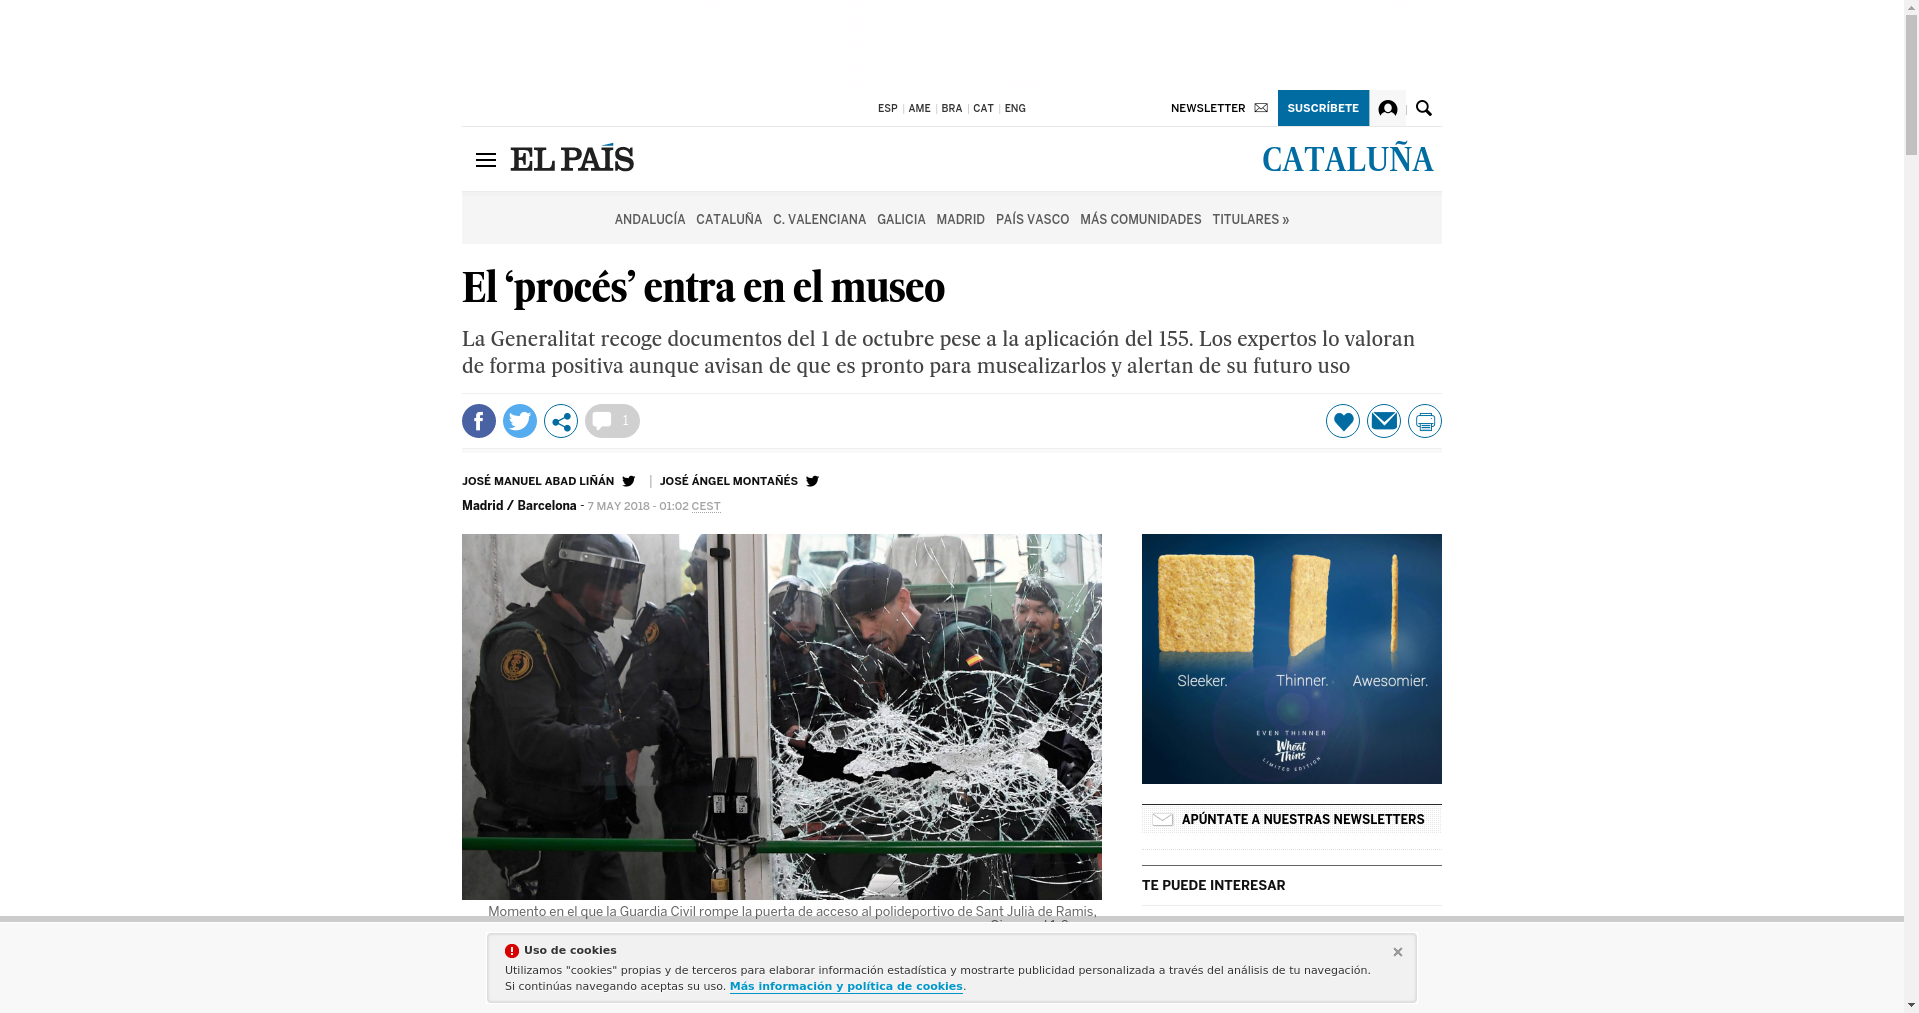 ESP AME BRA CAT ENG
NEWSLETTER
SUSCRÍBETE
EL PAÍS
CATALUÑA
ANDALUCÍA CATALUÑA C. VALENCIANA GALICIA MADRID PAÍS VASCO MÁS COMUNIDADES TITULARES »
El ‘procés’ entra en el museo
La Generalitat recoge documentos del 1 de octubre pese a la aplicación del 155. Los expertos lo valoran
de forma positiva aunque avisan de que es pronto para musealizarlos y alertan de su futuro uso
1
JOSÉ MANUEL ABAD LIÑÁN | JOSÉ ÁNGEL MONTAÑÉS
Madrid / Barcelona - 7 MAY 2018 - 01:02 CEST
Sleeker. Thinner. Awesomier.
EVEN THINNER
Wheat
Thins
LIMITED EDITION
APÚNTATE A NUESTRAS NEWSLETTERS
TE PUEDE INTERESAR
Momento en el que la Guardia Civil rompe la puerta de acceso al polideportivo de Sant Julià de Ramis,
Uso de cookies
Utilizamos "cookies" propias y de terceros para elaborar información estadística y mostrarte publicidad personalizada a través del análisis de tu navegación.
Si continúas navegando aceptas su uso. Más información y política de cookies.